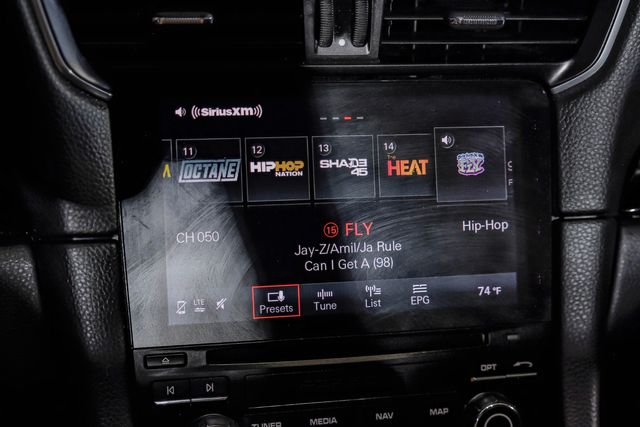 ((SiriusXM))
11 OCTANE
12 HIPHOP NATION
13 SHADE 45
14 The HEAT
CH 050
15 FLY
Hip-Hop
Jay-Z/Amil/Ja Rule
Can I Get A (98)
LTE
Presets
Tune
List
EPG
74 °F
OPT
TUNER
MEDIA
NAV
MAP